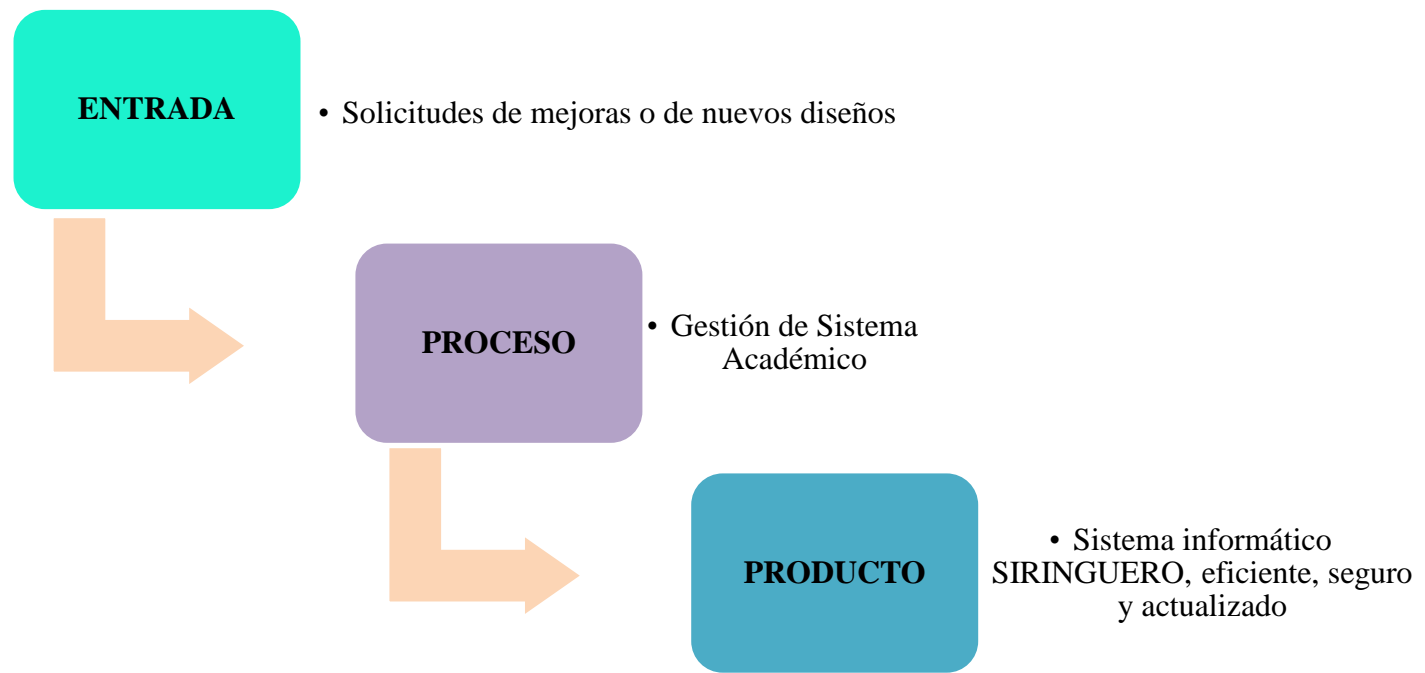 ENTRADA
• Solicitudes de mejoras o de nuevos diseños
PROCESO
• Gestión de Sistema
Académico
PRODUCTO
• Sistema informático
SIRINGUERO, eficiente, seguro
y actualizado